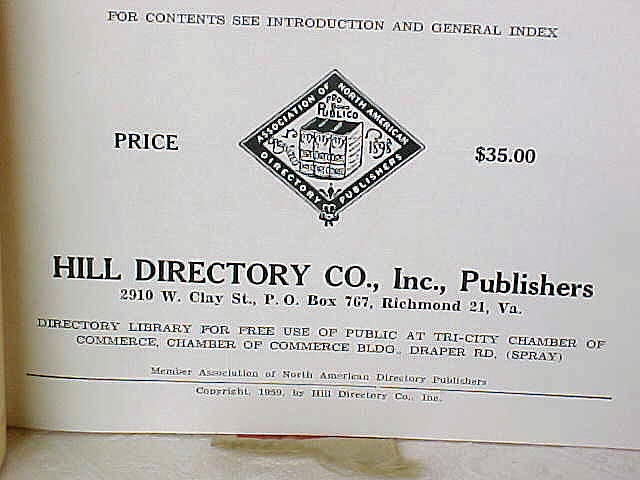 FOR CONTENTS SEE INTRODUCTION AND GENERAL INDEX
ASSOCIATION OF NORTH AMERICAN
DIRECTORY PUBLISHERS
PRO
BONO
PUBLICO
1898
PRICE
$35.00
HILL DIRECTORY CO., Inc., Publishers
2910 W. Clay St., P. O. Box 767, Richmond 21, Va.
DIRECTORY LIBRARY FOR FREE USE OF PUBLIC AT TRI-CITY CHAMBER OF
COMMERCE, CHAMBER OF COMMERCE BLDG., DRAPER RD, (SPRAY)
Member Association of North American Directory Publishers
Copyright, 1959, by Hill Directory Co., Inc.